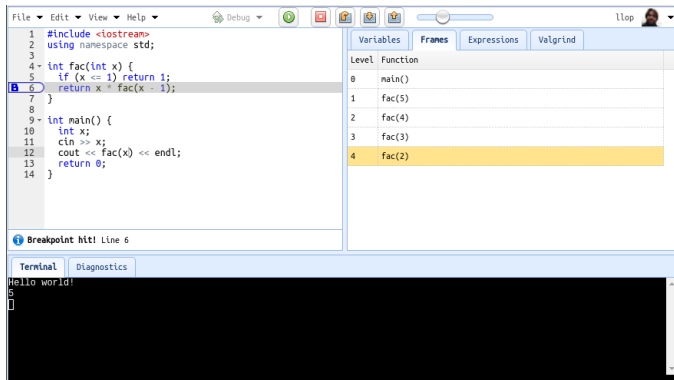 File Edit View Help Debug llop
1 #include <iostream>
2 using namespace std;
3
4 int fac(int x) {
5 if (x <= 1) return 1;
B 6 return x * fac(x - 1);
7 }
8
9 int main() {
10 int x;
11 cin >> x;
12 cout << fac(x) << endl;
13 return 0;
14 }
Breakpoint hit! Line 6
Variables Frames Expressions Valgrind
Level Function
0 main()
1 fac(5)
2 fac(4)
3 fac(3)
4 fac(2)
Terminal Diagnostics
Hello world!
5